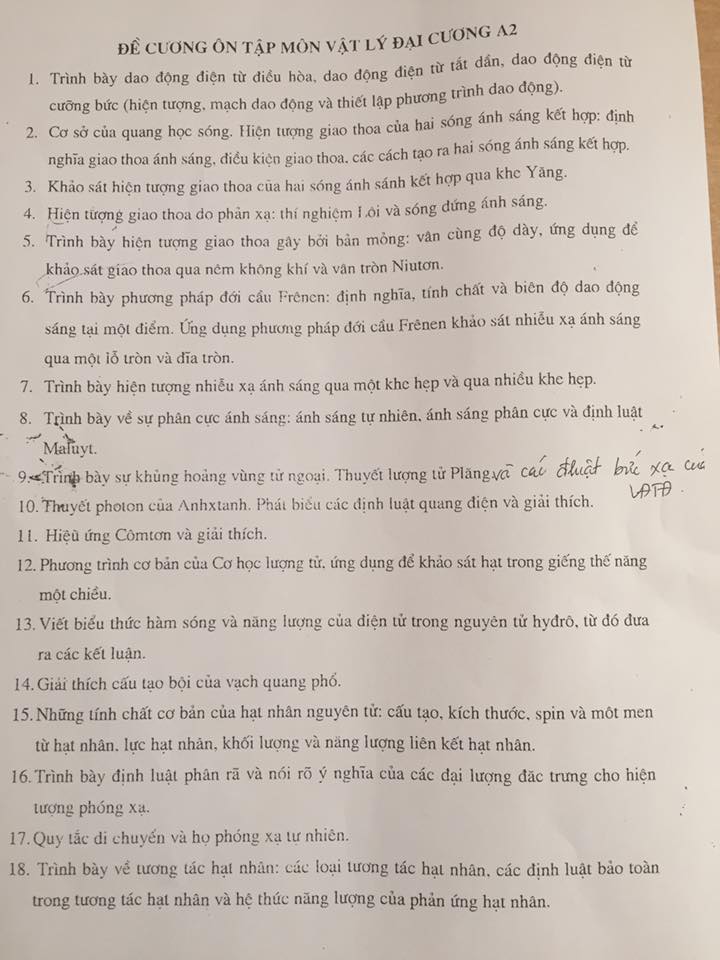 ĐỀ CƯƠNG ÔN TẬP MÔN VẬT LÝ ĐẠI CƯƠNG A2
1. Trình bày dao động điện từ điều hòa, dao động điện từ tắt dần, dao động điện từ
cưỡng bức (hiện tượng, mạch dao động và thiết lập phương trình dao động).
2. Cơ sở của quang học sóng. Hiện tượng giao thoa của hai sóng ánh sáng kết hợp: định
nghĩa giao thoa ánh sáng, điều kiện giao thoa, các cách tạo ra hai sóng ánh sáng kết hợp.
3. Khảo sát hiện tượng giao thoa của hai sóng ánh sánh kết hợp qua khe Yăng.
4. Hiện tượng giao thoa do phản xạ: thí nghiệm Lôi và sóng đứng ánh sáng.
5. Trình bày hiện tượng giao thoa gây bởi bản mỏng: vân cùng độ dày, ứng dụng để
khảo sát giao thoa qua nêm không khí và vân tròn Niutơn.
6. Trình bày phương pháp đới cầu Frênen: định nghĩa, tính chất và biên độ dao động
sáng tại một điểm. Ứng dụng phương pháp đới cầu Frênen khảo sát nhiễu xạ ánh sáng
qua một lỗ tròn và đĩa tròn.
7. Trình bày hiện tượng nhiễu xạ ánh sáng qua một khe hẹp và qua nhiều khe hẹp.
8. Trình bày về sự phân cực ánh sáng: ánh sáng tự nhiên, ánh sáng phân cực và định luật
Maluyt.
9. Trình bày sự khủng hoảng vùng tử ngoại. Thuyết lượng tử Plăng và các định luật bức xạ của
VĐTĐ.
10. Thuyết photon của Anhxtanh. Phát biểu các định luật quang điện và giải thích.
11. Hiệu ứng Cômtơn và giải thích.
12. Phương trình cơ bản của Cơ học lượng tử, ứng dụng để khảo sát hạt trong giếng thế năng
một chiều.
13. Viết biểu thức hàm sóng và năng lượng của điện tử trong nguyên tử hyđrô, từ đó đưa
ra các kết luận.
14. Giải thích cấu tạo bội của vạch quang phổ.
15. Những tính chất cơ bản của hạt nhân nguyên tử: cấu tạo, kích thước, spin và môt men
từ hạt nhân, lực hạt nhân, khối lượng và năng lượng liên kết hạt nhân.
16. Trình bày định luật phân rã và nói rõ ý nghĩa của các đại lượng đăc trưng cho hiện
tượng phóng xạ.
17. Quy tắc di chuyển và họ phóng xạ tự nhiên.
18. Trình bày về tương tác hạt nhân: các loại tương tác hạt nhân, các định luật bảo toàn
trong tương tác hạt nhân và hệ thức năng lượng của phản ứng hạt nhân.